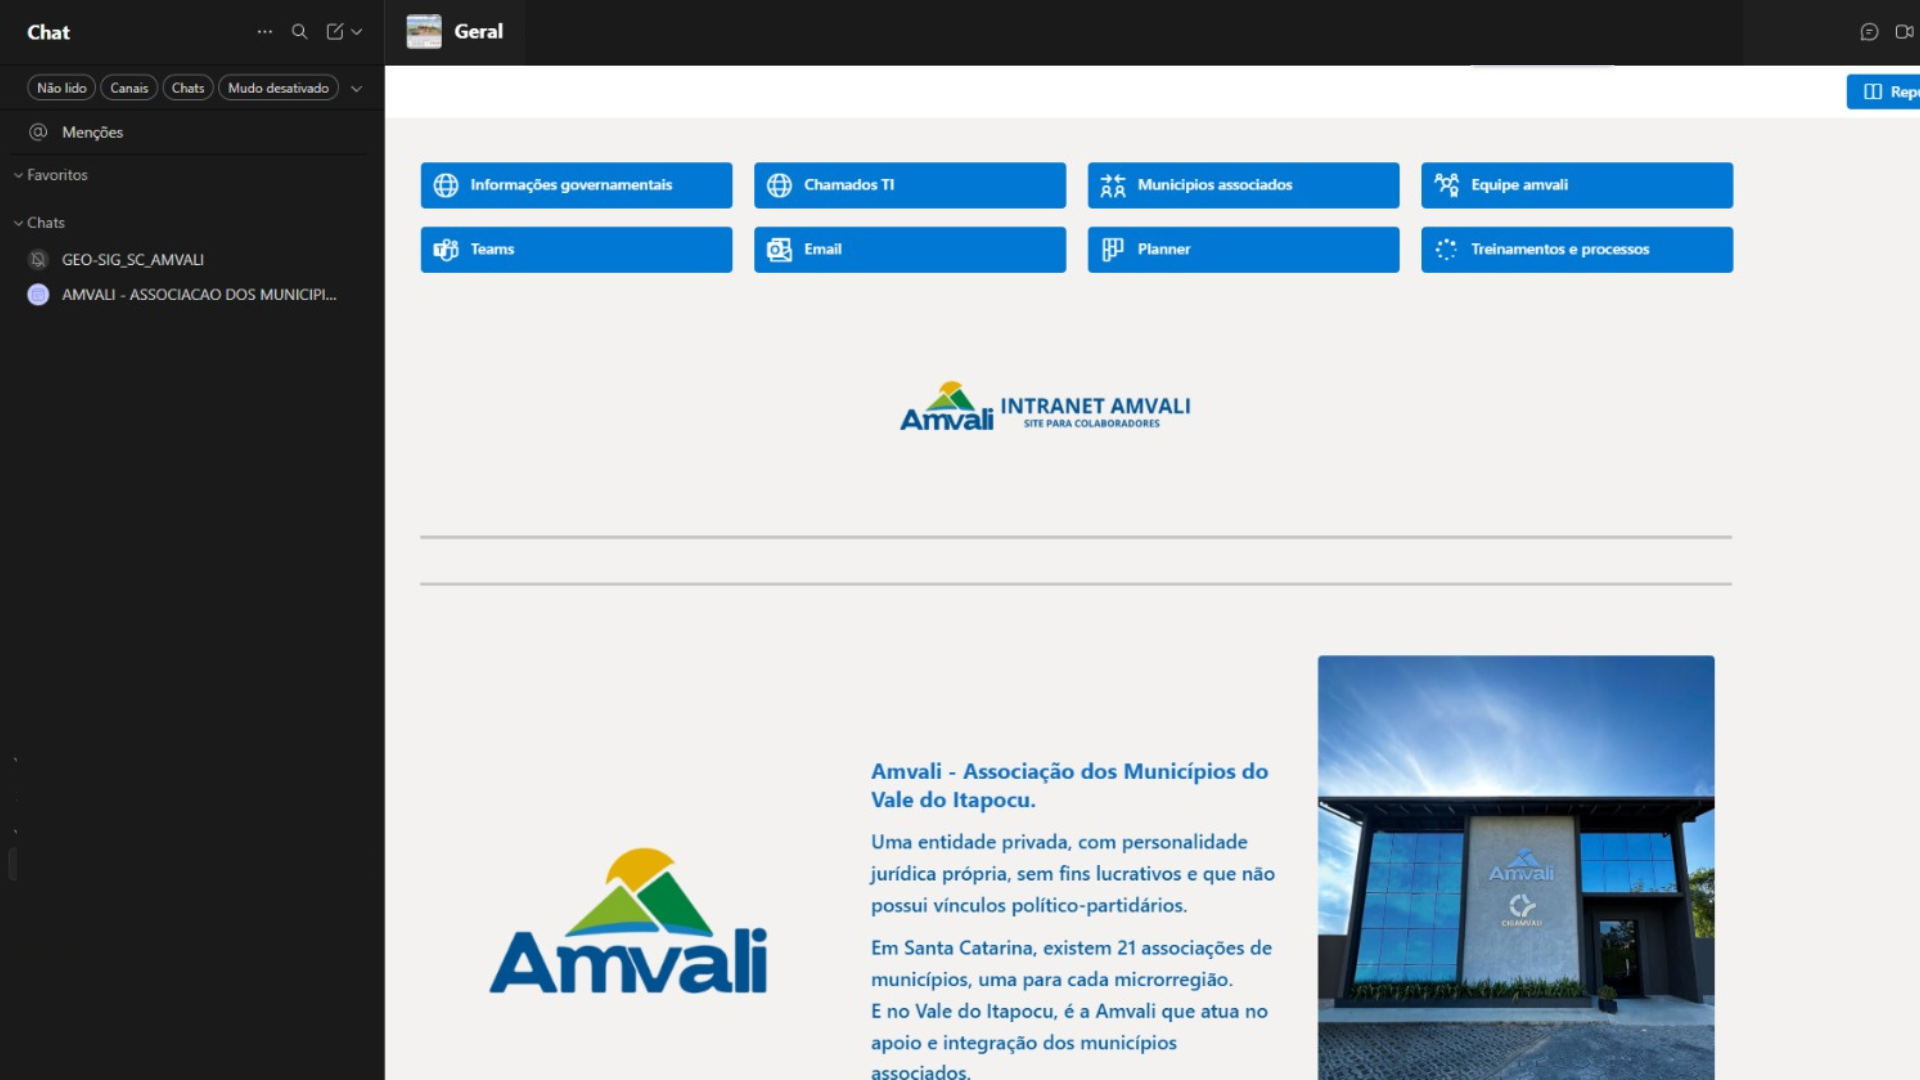 Chat
Geral
Não lido
Canais
Chats
Mudo desativado
Menções
Favoritos
Chats
GEO-SIG_SC_AMVALI
AMVALI - ASSOCIACAO DOS MUNICIPI...
Informações governamentais
Chamados TI
Municipios associados
Equipe amvali
Teams
Email
Planner
Treinamentos e processos
Amvali
INTRANET AMVALI
SITE PARA COLABORADORES
Amvali
Amvali - Associação dos Municípios do
Vale do Itapocu.
Uma entidade privada, com personalidade
jurídica própria, sem fins lucrativos e que não
possui vínculos político-partidários.
Em Santa Catarina, existem 21 associações de
municípios, uma para cada microrregião.
E no Vale do Itapocu, é a Amvali que atua no
apoio e integração dos municípios
associados.
Amvali
CIGAMVALI